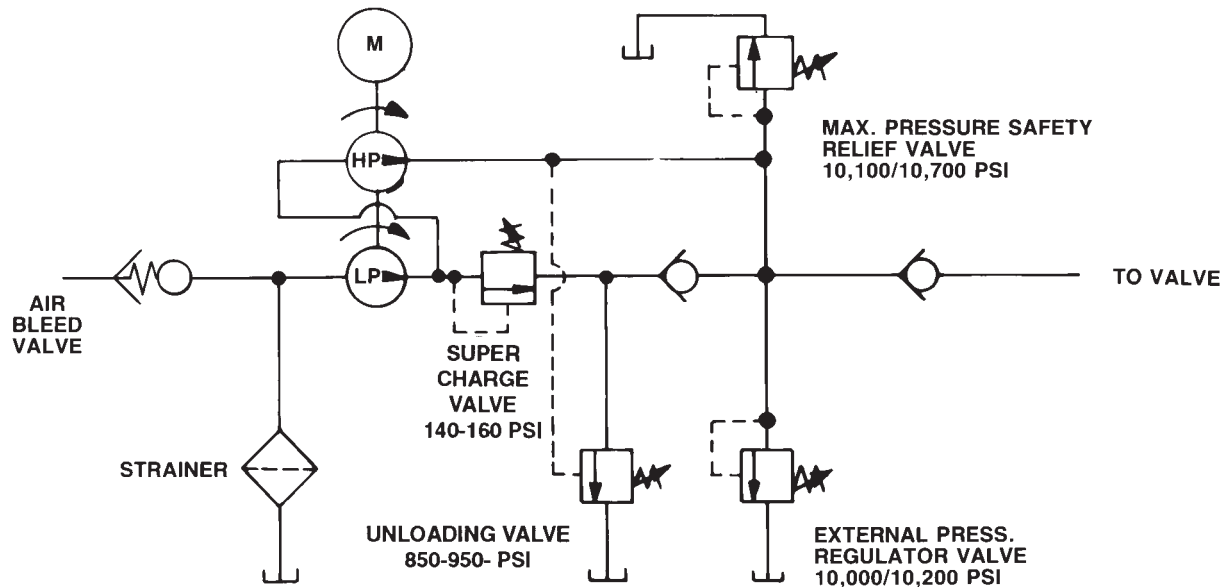 M
MAX. PRESSURE SAFETY
RELIEF VALVE
10,100/10,700 PSI
HP
LP
AIR
BLEED
VALVE
TO VALVE
SUPER
CHARGE
VALVE
140-160 PSI
STRAINER
UNLOADING VALVE
850-950- PSI
EXTERNAL PRESS.
REGULATOR VALVE
10,000/10,200 PSI